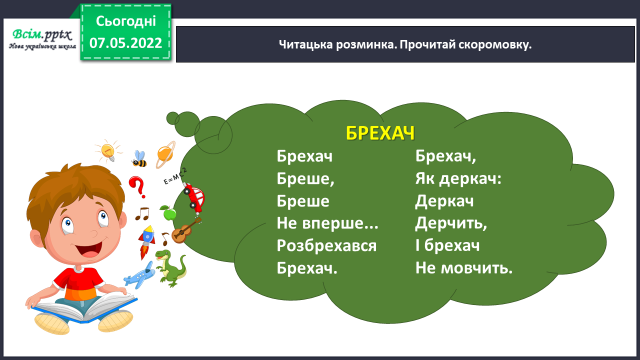 Всім.pptx
Нова українська школа
Сьогодні
07.05.2022
Читацька розминка. Прочитай скоромовку.
E=MC2
БРЕХАЧ
Брехач
Бреше,
Бреше
Не вперше...
Розбрехався
Брехач.
Брехач,
Як деркач:
Деркач
Дерчить,
І брехач
Не мовчить.